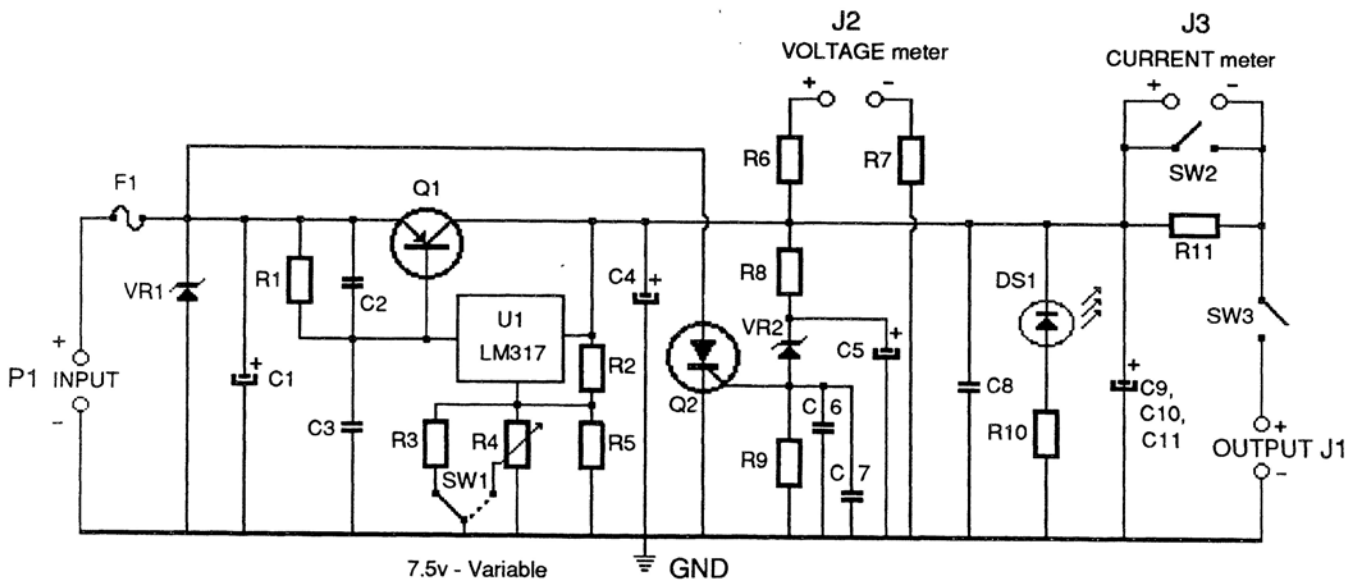 J2
VOLTAGE meter
+ −
J3
CURRENT meter
+ −
F1
Q1
R6
R7
SW2
VR1
R1
C2
C4
+
R8
R11
DS1
U1
LM317
VR2
C5
+
SW3
P1 INPUT
+
−
C1
+
R2
Q2
C8
C9,
C10,
C11
+
C3
R3
R4
R5
SW1
R9
C 6
C 7
R10
OUTPUT J1
+
−
7.5v - Variable
GND